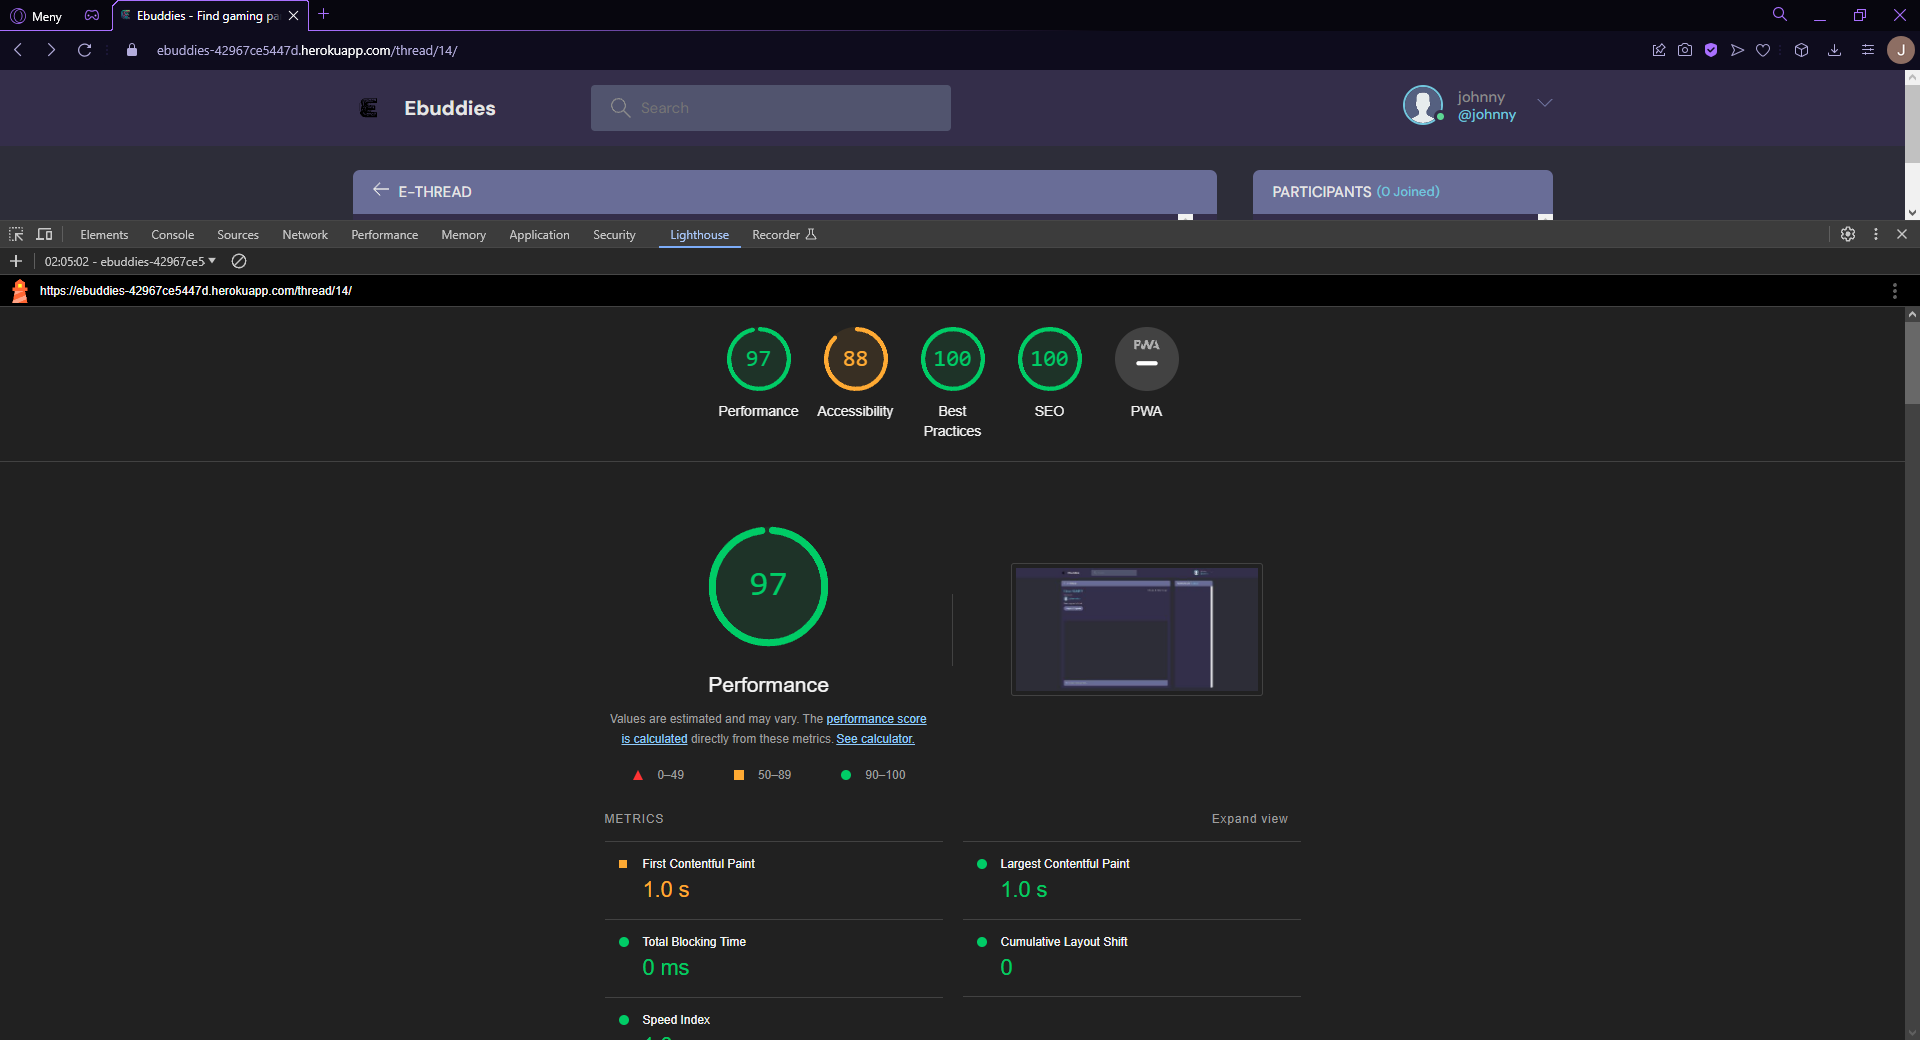 Meny
Ebuddies - Find gaming pa
ebuddies-42967ce5447d.herokuapp.com/thread/14/
J
Ebuddies
Search
johnny
@johnny
E-THREAD
PARTICIPANTS (0 Joined)
Elements Console Sources Network Performance Memory Application Security Lighthouse Recorder
02:05:02 - ebuddies-42967ce5
https://ebuddies-42967ce5447d.herokuapp.com/thread/14/
97 88 100 100 PWA
Performance Accessibility Best Practices SEO PWA
97
Performance
Values are estimated and may vary. The performance score
is calculated directly from these metrics. See calculator.
0–49 50–89 90–100
METRICS
Expand view
First Contentful Paint
1.0 s
Largest Contentful Paint
1.0 s
Total Blocking Time
0 ms
Cumulative Layout Shift
0
Speed Index